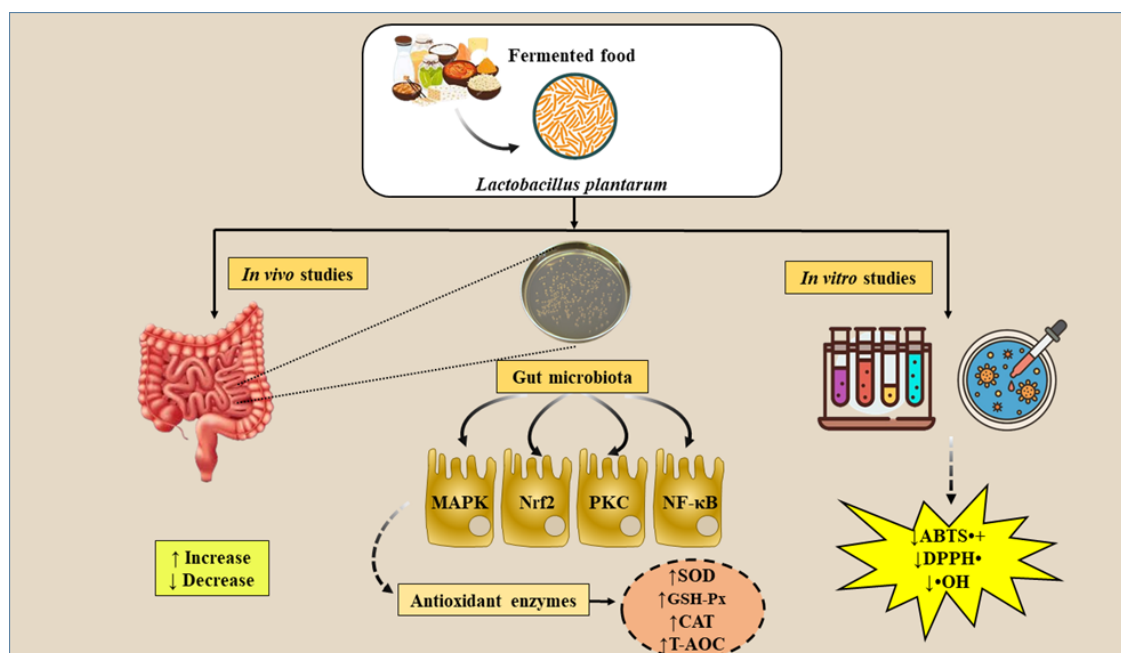 Fermented food
Lactobacillus plantarum
In vivo studies
In vitro studies
Gut microbiota
MAPK
Nrf2
PKC
NF-κB
↑ Increase
↓ Decrease
Antioxidant enzymes
↑SOD
↑GSH-Px
↑CAT
↑T-AOC
↓ABTS•+
↓DPPH•
↓•OH